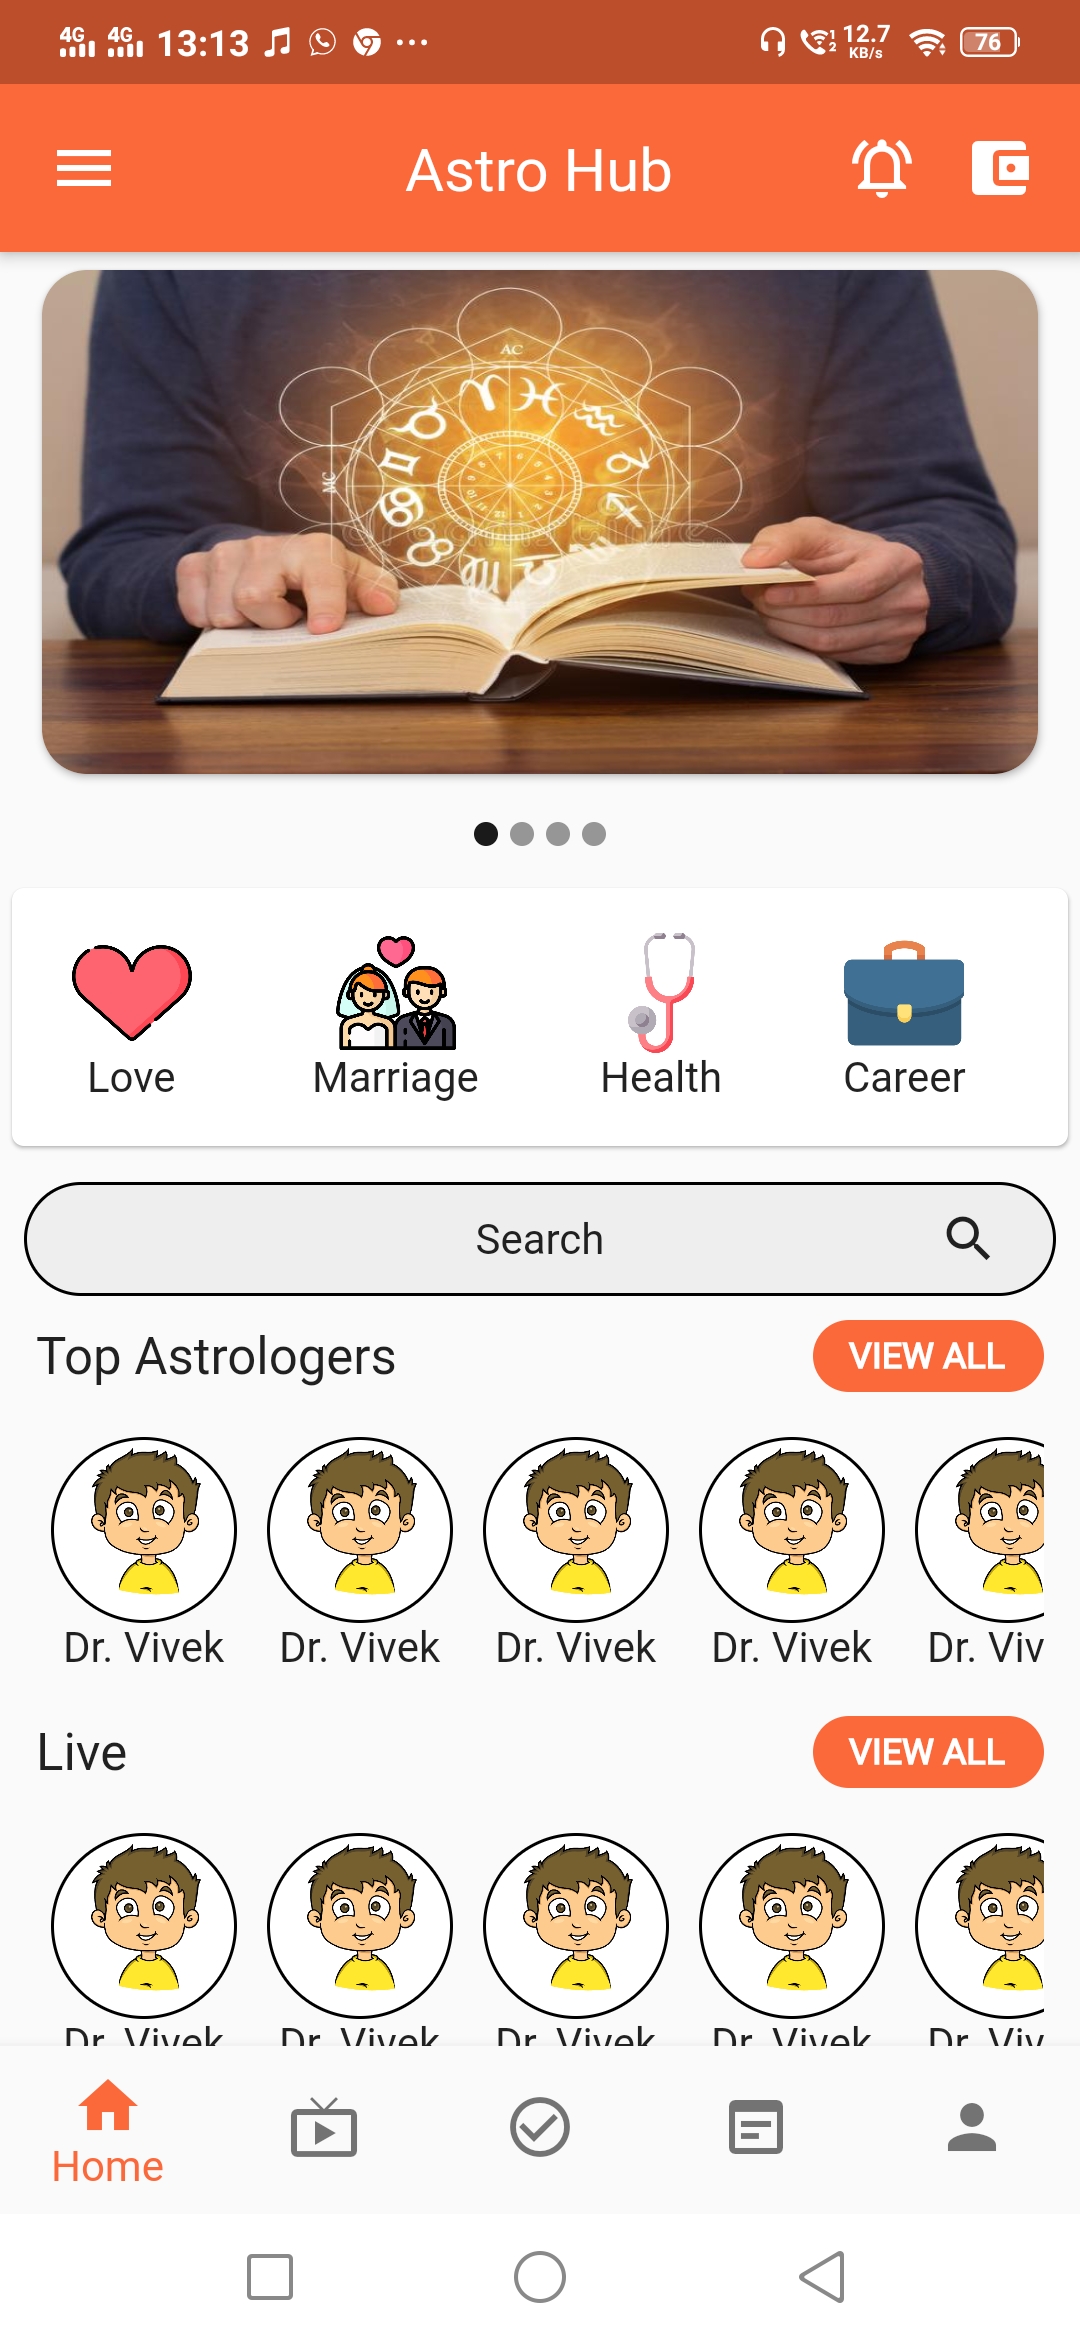 4G 4G 13:13 12.7 KB/s 76
Astro Hub
AC
MC
Love Marriage Health Career
Search
Top Astrologers VIEW ALL
Dr. Vivek Dr. Vivek Dr. Vivek Dr. Vivek Dr. Viv
Live VIEW ALL
Dr. Vivek Dr. Vivek Dr. Vivek Dr. Vivek Dr. Viv
Home